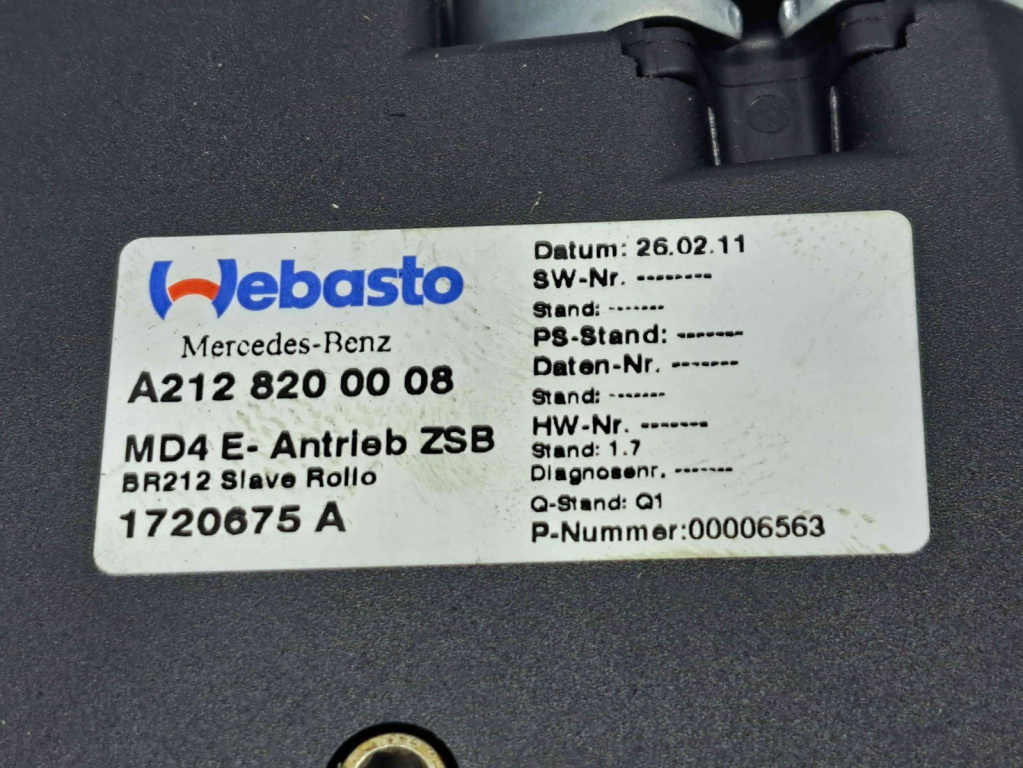 Webasto
Mercedes-Benz
A212 820 00 08
MD4 E- Antrieb ZSB
BR212 Slave Rollo
1720675 A
Datum: 26.02.11
SW-Nr. --------
Stand: -------
PS-Stand: -------
Daten-Nr. -------
Stand: -------
HW-Nr. -------
Stand: 1.7
Diagnosenr. -------
Q-Stand: Q1
P-Nummer:00006563